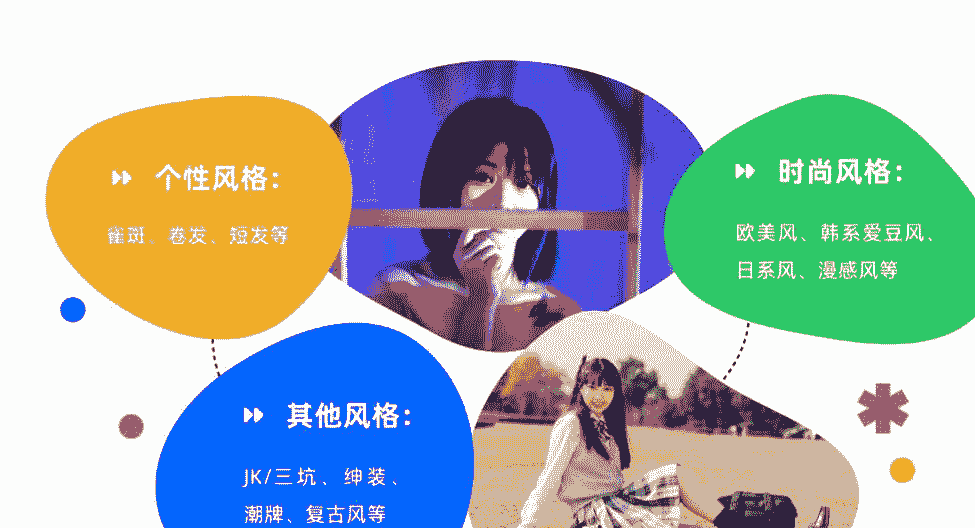 个性风格：
雀斑、卷发、短发等
时尚风格：
欧美风、韩系爱豆风、
日系风、漫感风等
其他风格：
JK/三坑、绅装、
潮牌、复古风等